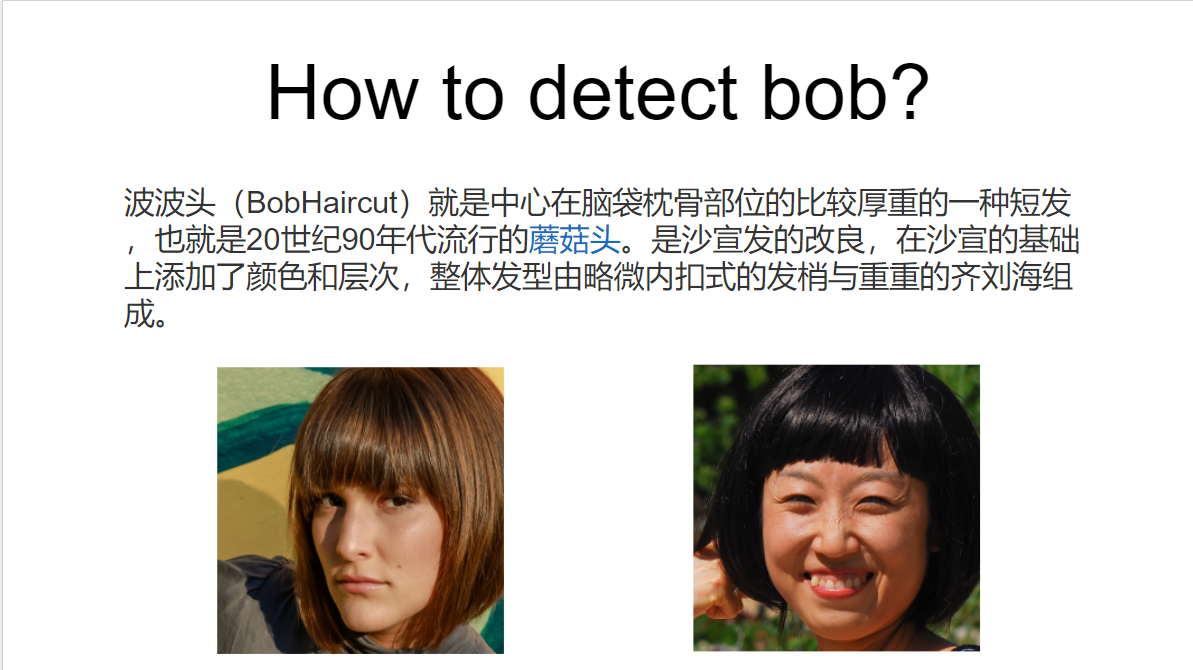 How to detect bob?
波波头（BobHaircut）就是中心在脑袋枕骨部位的比较厚重的一种短发
，也就是20世纪90年代流行的蘑菇头。是沙宣发的改良，在沙宣的基础
上添加了颜色和层次，整体发型由略微内扣式的发梢与重重的齐刘海组
成。